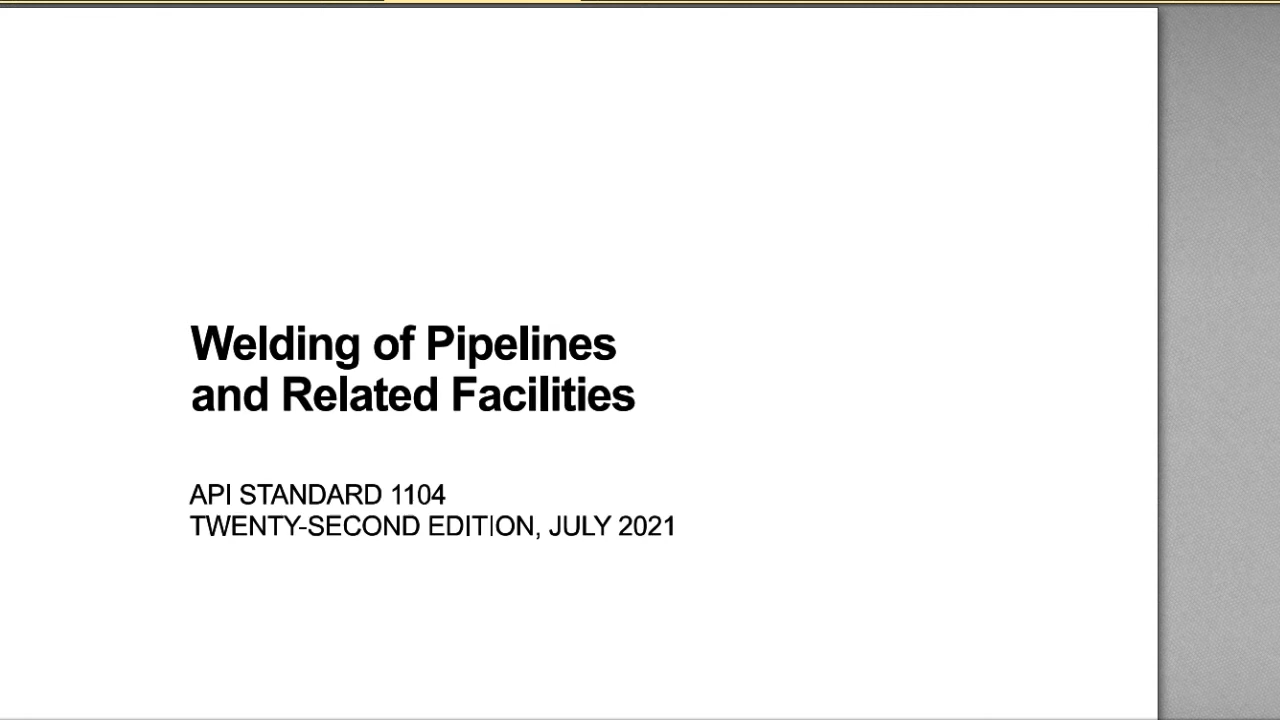 Welding of Pipelines
and Related Facilities
API STANDARD 1104
TWENTY-SECOND EDITION, JULY 2021